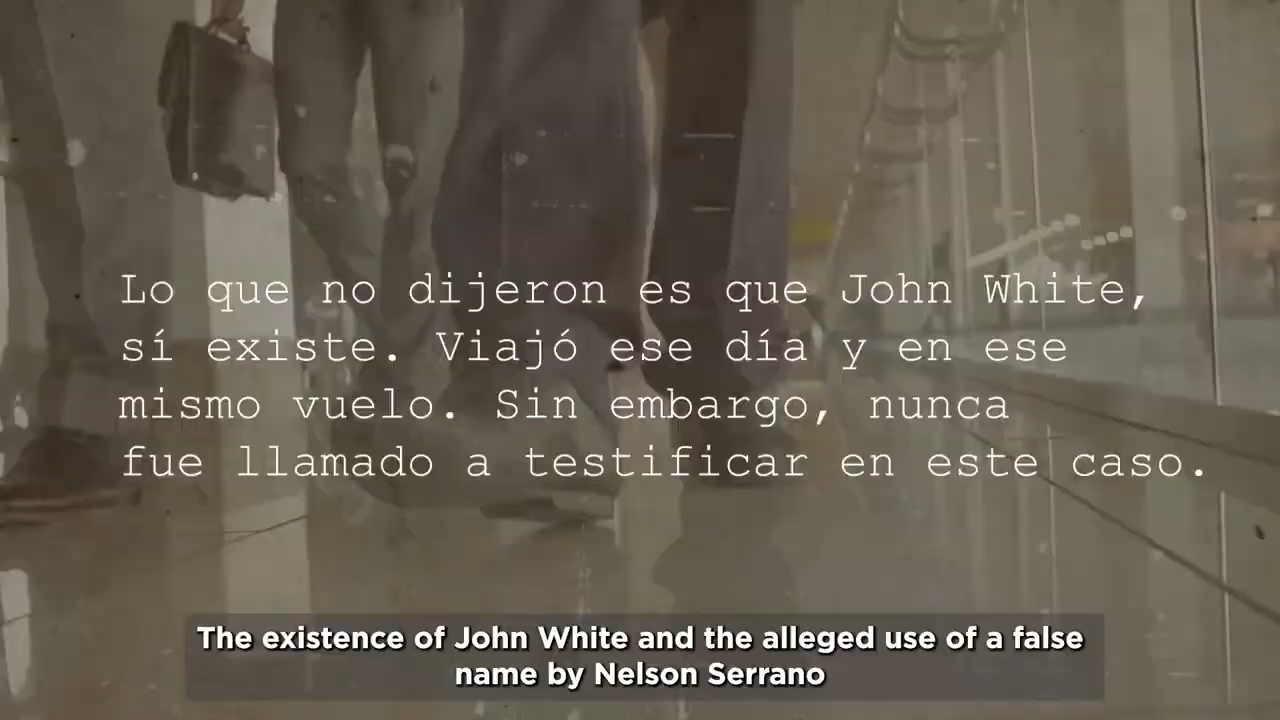 Lo que no dijeron es que John White,
sí existe. Viajó ese día y en ese
mismo vuelo. Sin embargo, nunca
fue llamado a testificar en este caso.
The existence of John White and the alleged use of a false
name by Nelson Serrano